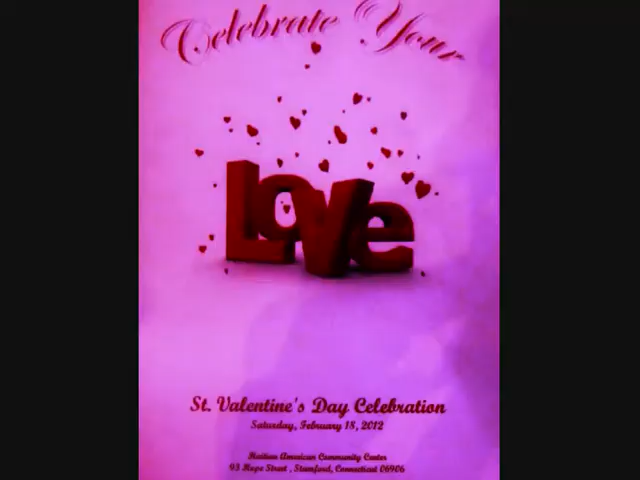 Celebrate Your
Love
St. Valentine's Day Celebration
Saturday, February 18, 2012
Haitian American Community Center
93 Hope Street , Stamford, Connecticut 06906